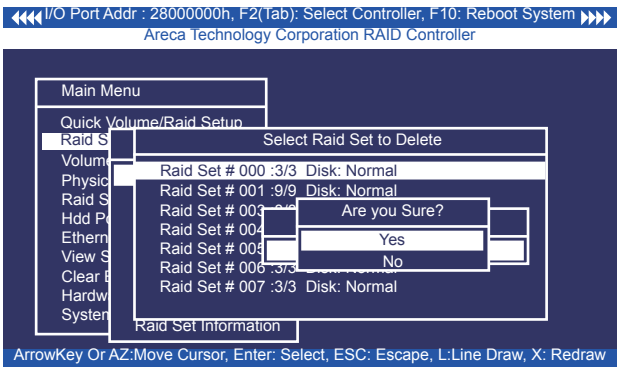 I/O Port Addr : 28000000h, F2(Tab): Select Controller, F10: Reboot System
Areca Technology Corporation RAID Controller
Main Menu
Quick Volume/Raid Setup
Raid S
Volume
Physic
Raid S
Hdd Po
Ethern
View S
Clear E
Hardw
System
Select Raid Set to Delete
Raid Set # 000 :3/3 Disk: Normal
Raid Set # 001 :9/9 Disk: Normal
Raid Set # 003
Raid Set # 004
Raid Set # 005
Raid Set # 006 :3/3 Disk: Normal
Raid Set # 007 :3/3 Disk: Normal
Are you Sure?
Yes
No
Raid Set Information
ArrowKey Or AZ:Move Cursor, Enter: Select, ESC: Escape, L:Line Draw, X: Redraw